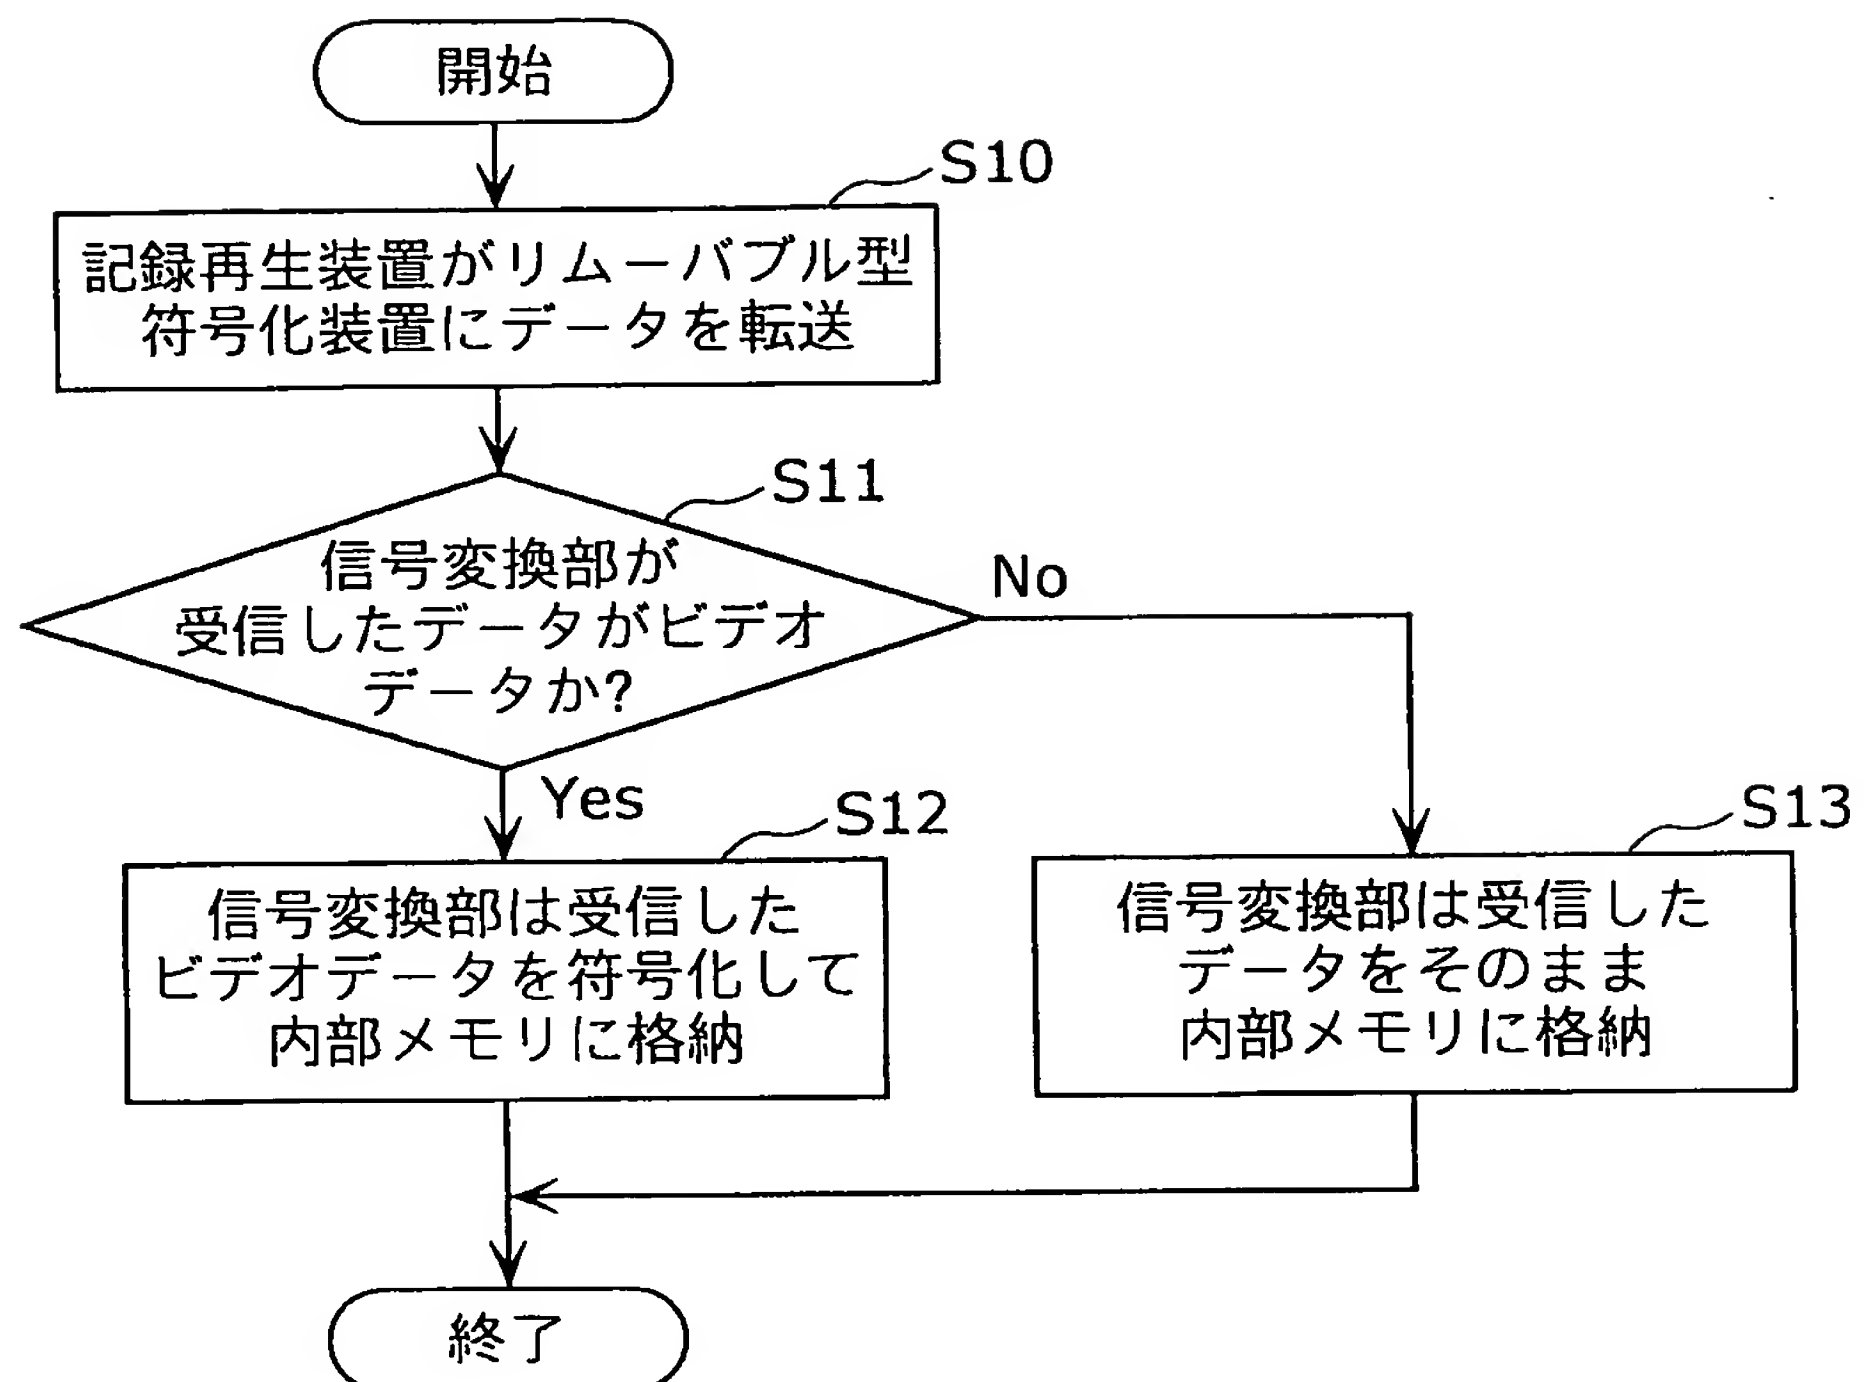 開始
S10
記録再生装置がリムーバブル型
符号化装置にデータを転送
S11
信号変換部が
受信したデータがビデオ
データか?
No
Yes
S12
信号変換部は受信した
ビデオデータを符号化して
内部メモリに格納
S13
信号変換部は受信した
データをそのまま
内部メモリに格納
終了